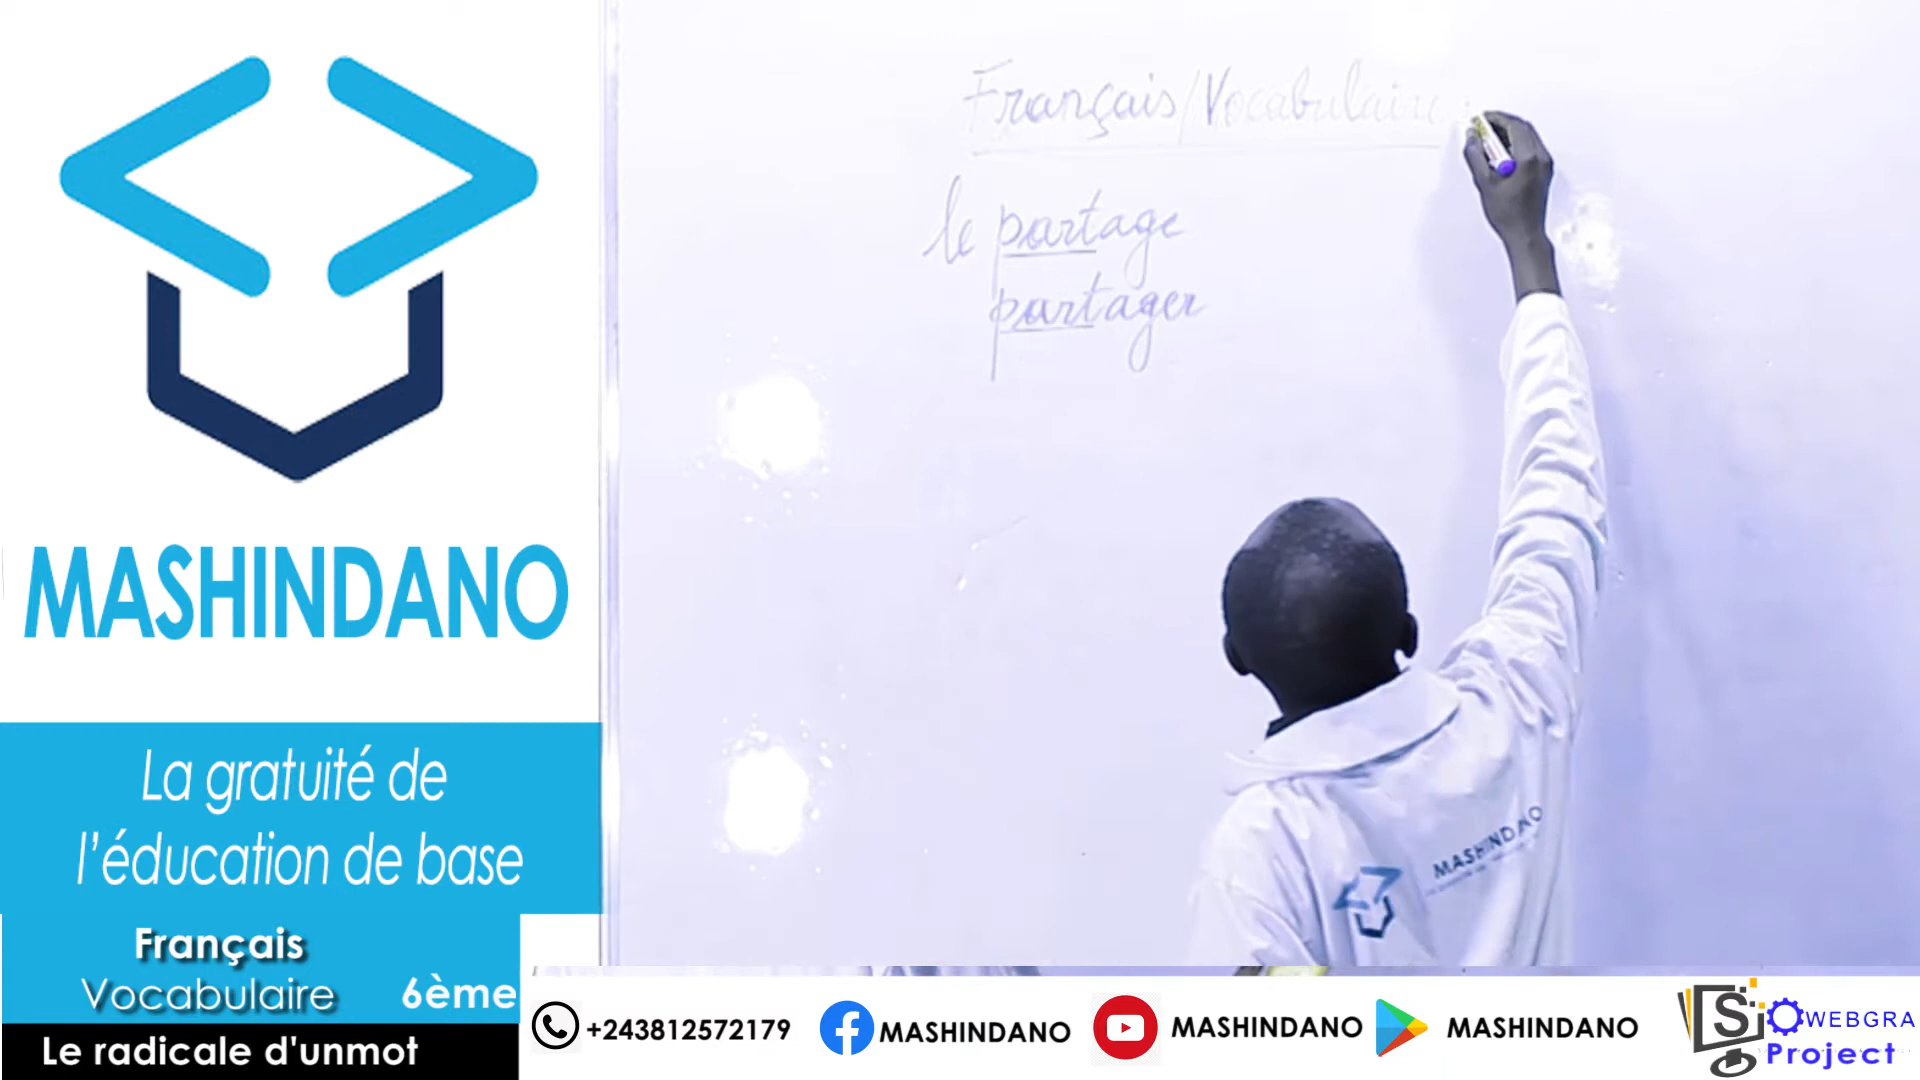 MASHINDANO
La gratuité de
l'éducation de base
Français
Vocabulaire 6ème
Le radicale d'unmot
Français/Vocabulaire
le partage
partager
MASHINDANO
+243812572179
MASHINDANO
MASHINDANO
MASHINDANO
WEBGRA
Project